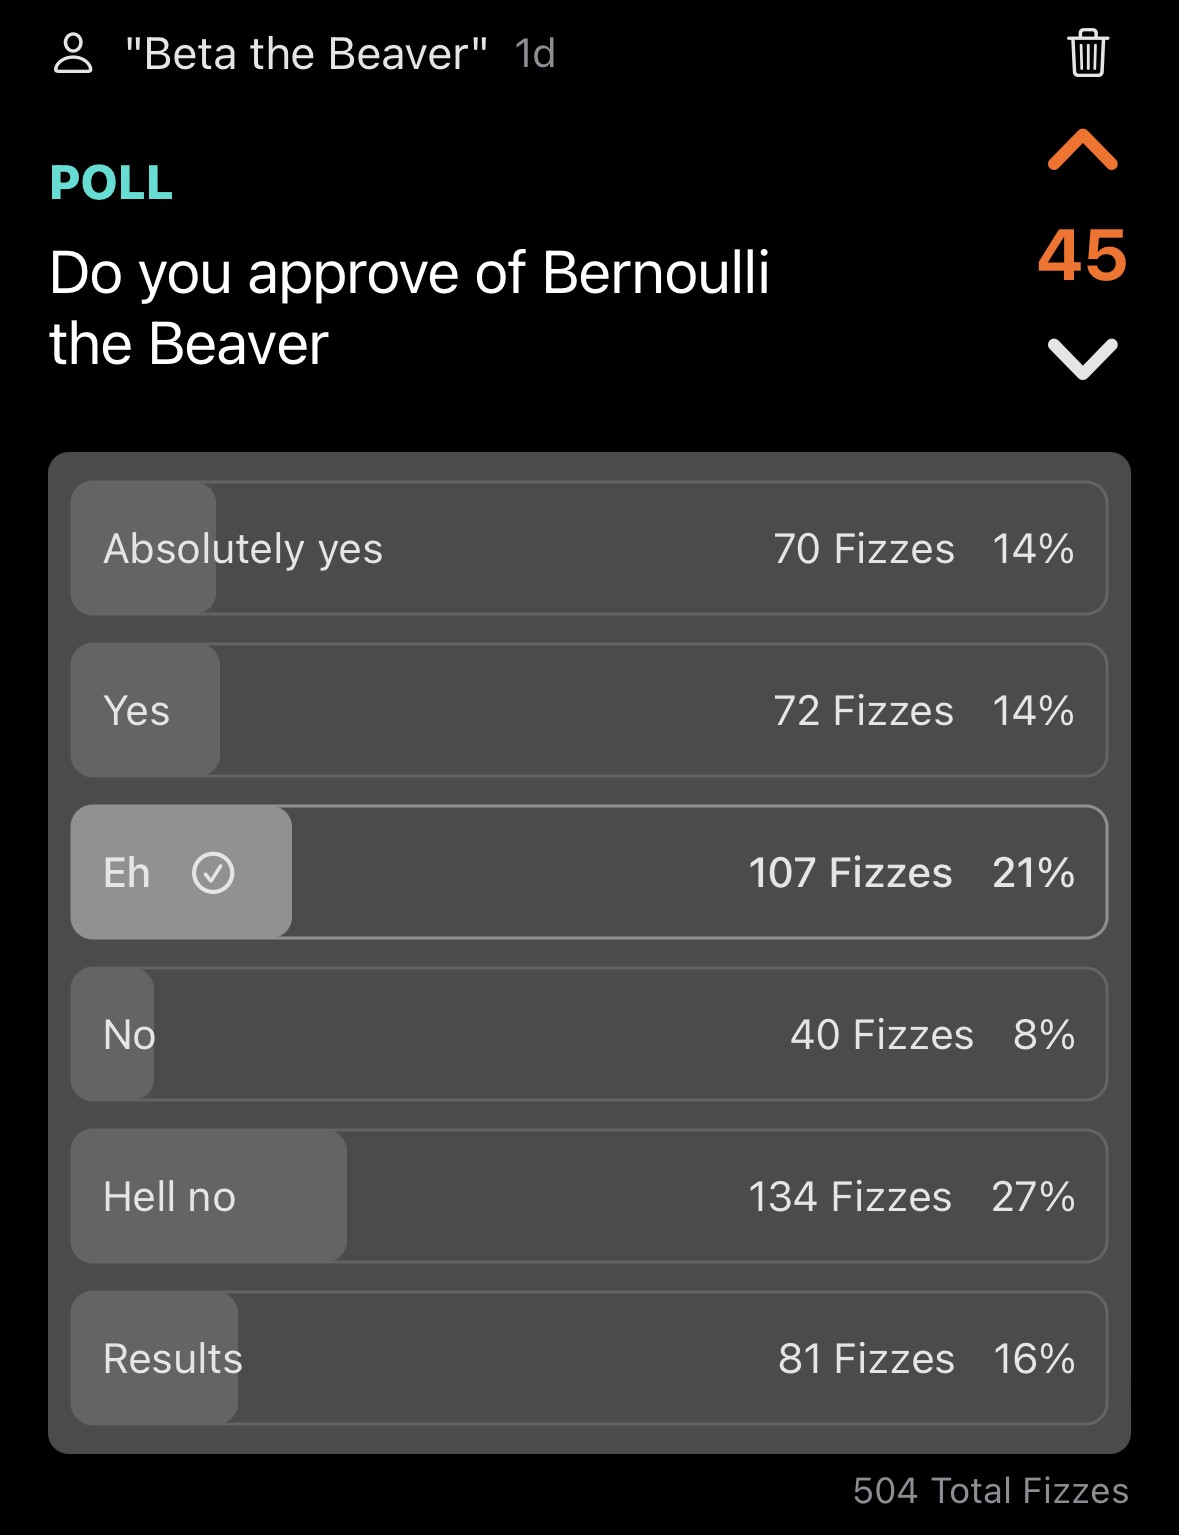 "Beta the Beaver" 1d
POLL
Do you approve of Bernoulli
the Beaver
45
Absolutely yes 70 Fizzes 14%
Yes 72 Fizzes 14%
Eh 107 Fizzes 21%
No 40 Fizzes 8%
Hell no 134 Fizzes 27%
Results 81 Fizzes 16%
504 Total Fizzes